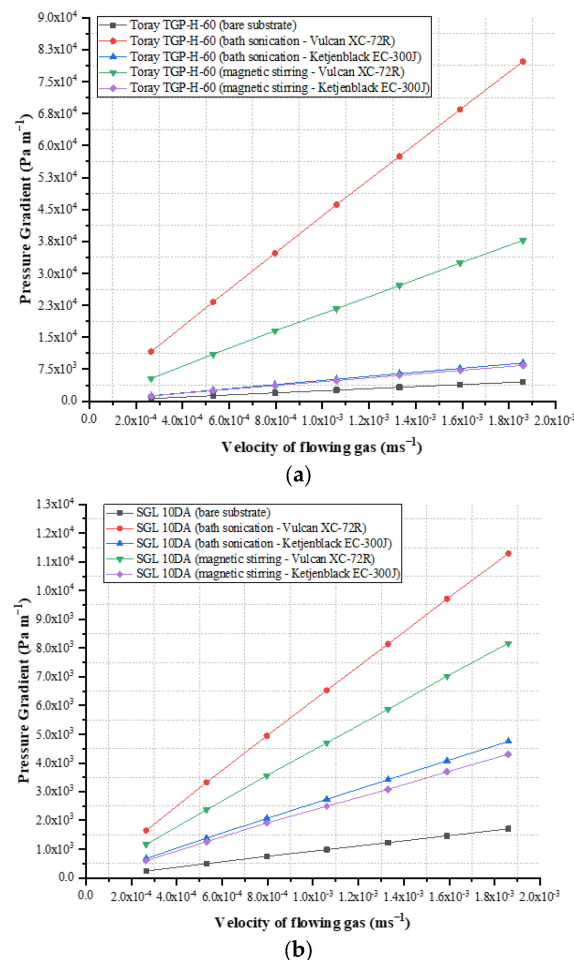 Toray TGP-H-60 (bare substrate)
Toray TGP-H-60 (bath sonication - Vulcan XC-72R)
Toray TGP-H-60 (bath sonication - Ketjenblack EC-300J)
Toray TGP-H-60 (magnetic stirring - Vulcan XC-72R)
Toray TGP-H-60 (magnetic stirring - Ketjenblack EC-300J)
Pressure Gradient (Pa m⁻¹)
9.0x10⁴
8.3x10⁴
7.5x10⁴
6.8x10⁴
6.0x10⁴
5.3x10⁴
4.5x10⁴
3.8x10⁴
3.0x10⁴
2.3x10⁴
1.5x10⁴
7.5x10³
0.0
0.0 2.0x10⁻⁴ 4.0x10⁻⁴ 6.0x10⁻⁴ 8.0x10⁻⁴ 1.0x10⁻³ 1.2x10⁻³ 1.4x10⁻³ 1.6x10⁻³ 1.8x10⁻³ 2.0x10⁻³
Velocity of flowing gas (ms⁻¹)
(a)
SGL 10DA (bare substrate)
SGL 10DA (bath sonication - Vulcan XC-72R)
SGL 10DA (bath sonication - Ketjenblack EC-300J)
SGL 10DA (magnetic stirring - Vulcan XC-72R)
SGL 10DA (magnetic stirring - Ketjenblack EC-300J)
Pressure Gradient (Pa m⁻¹)
1.3x10⁴
1.2x10⁴
1.1x10⁴
1.0x10⁴
9.0x10³
8.0x10³
7.0x10³
6.0x10³
5.0x10³
4.0x10³
3.0x10³
2.0x10³
1.0x10³
0.0
0.0 2.0x10⁻⁴ 4.0x10⁻⁴ 6.0x10⁻⁴ 8.0x10⁻⁴ 1.0x10⁻³ 1.2x10⁻³ 1.4x10⁻³ 1.6x10⁻³ 1.8x10⁻³ 2.0x10⁻³
Velocity of flowing gas (ms⁻¹)
(b)